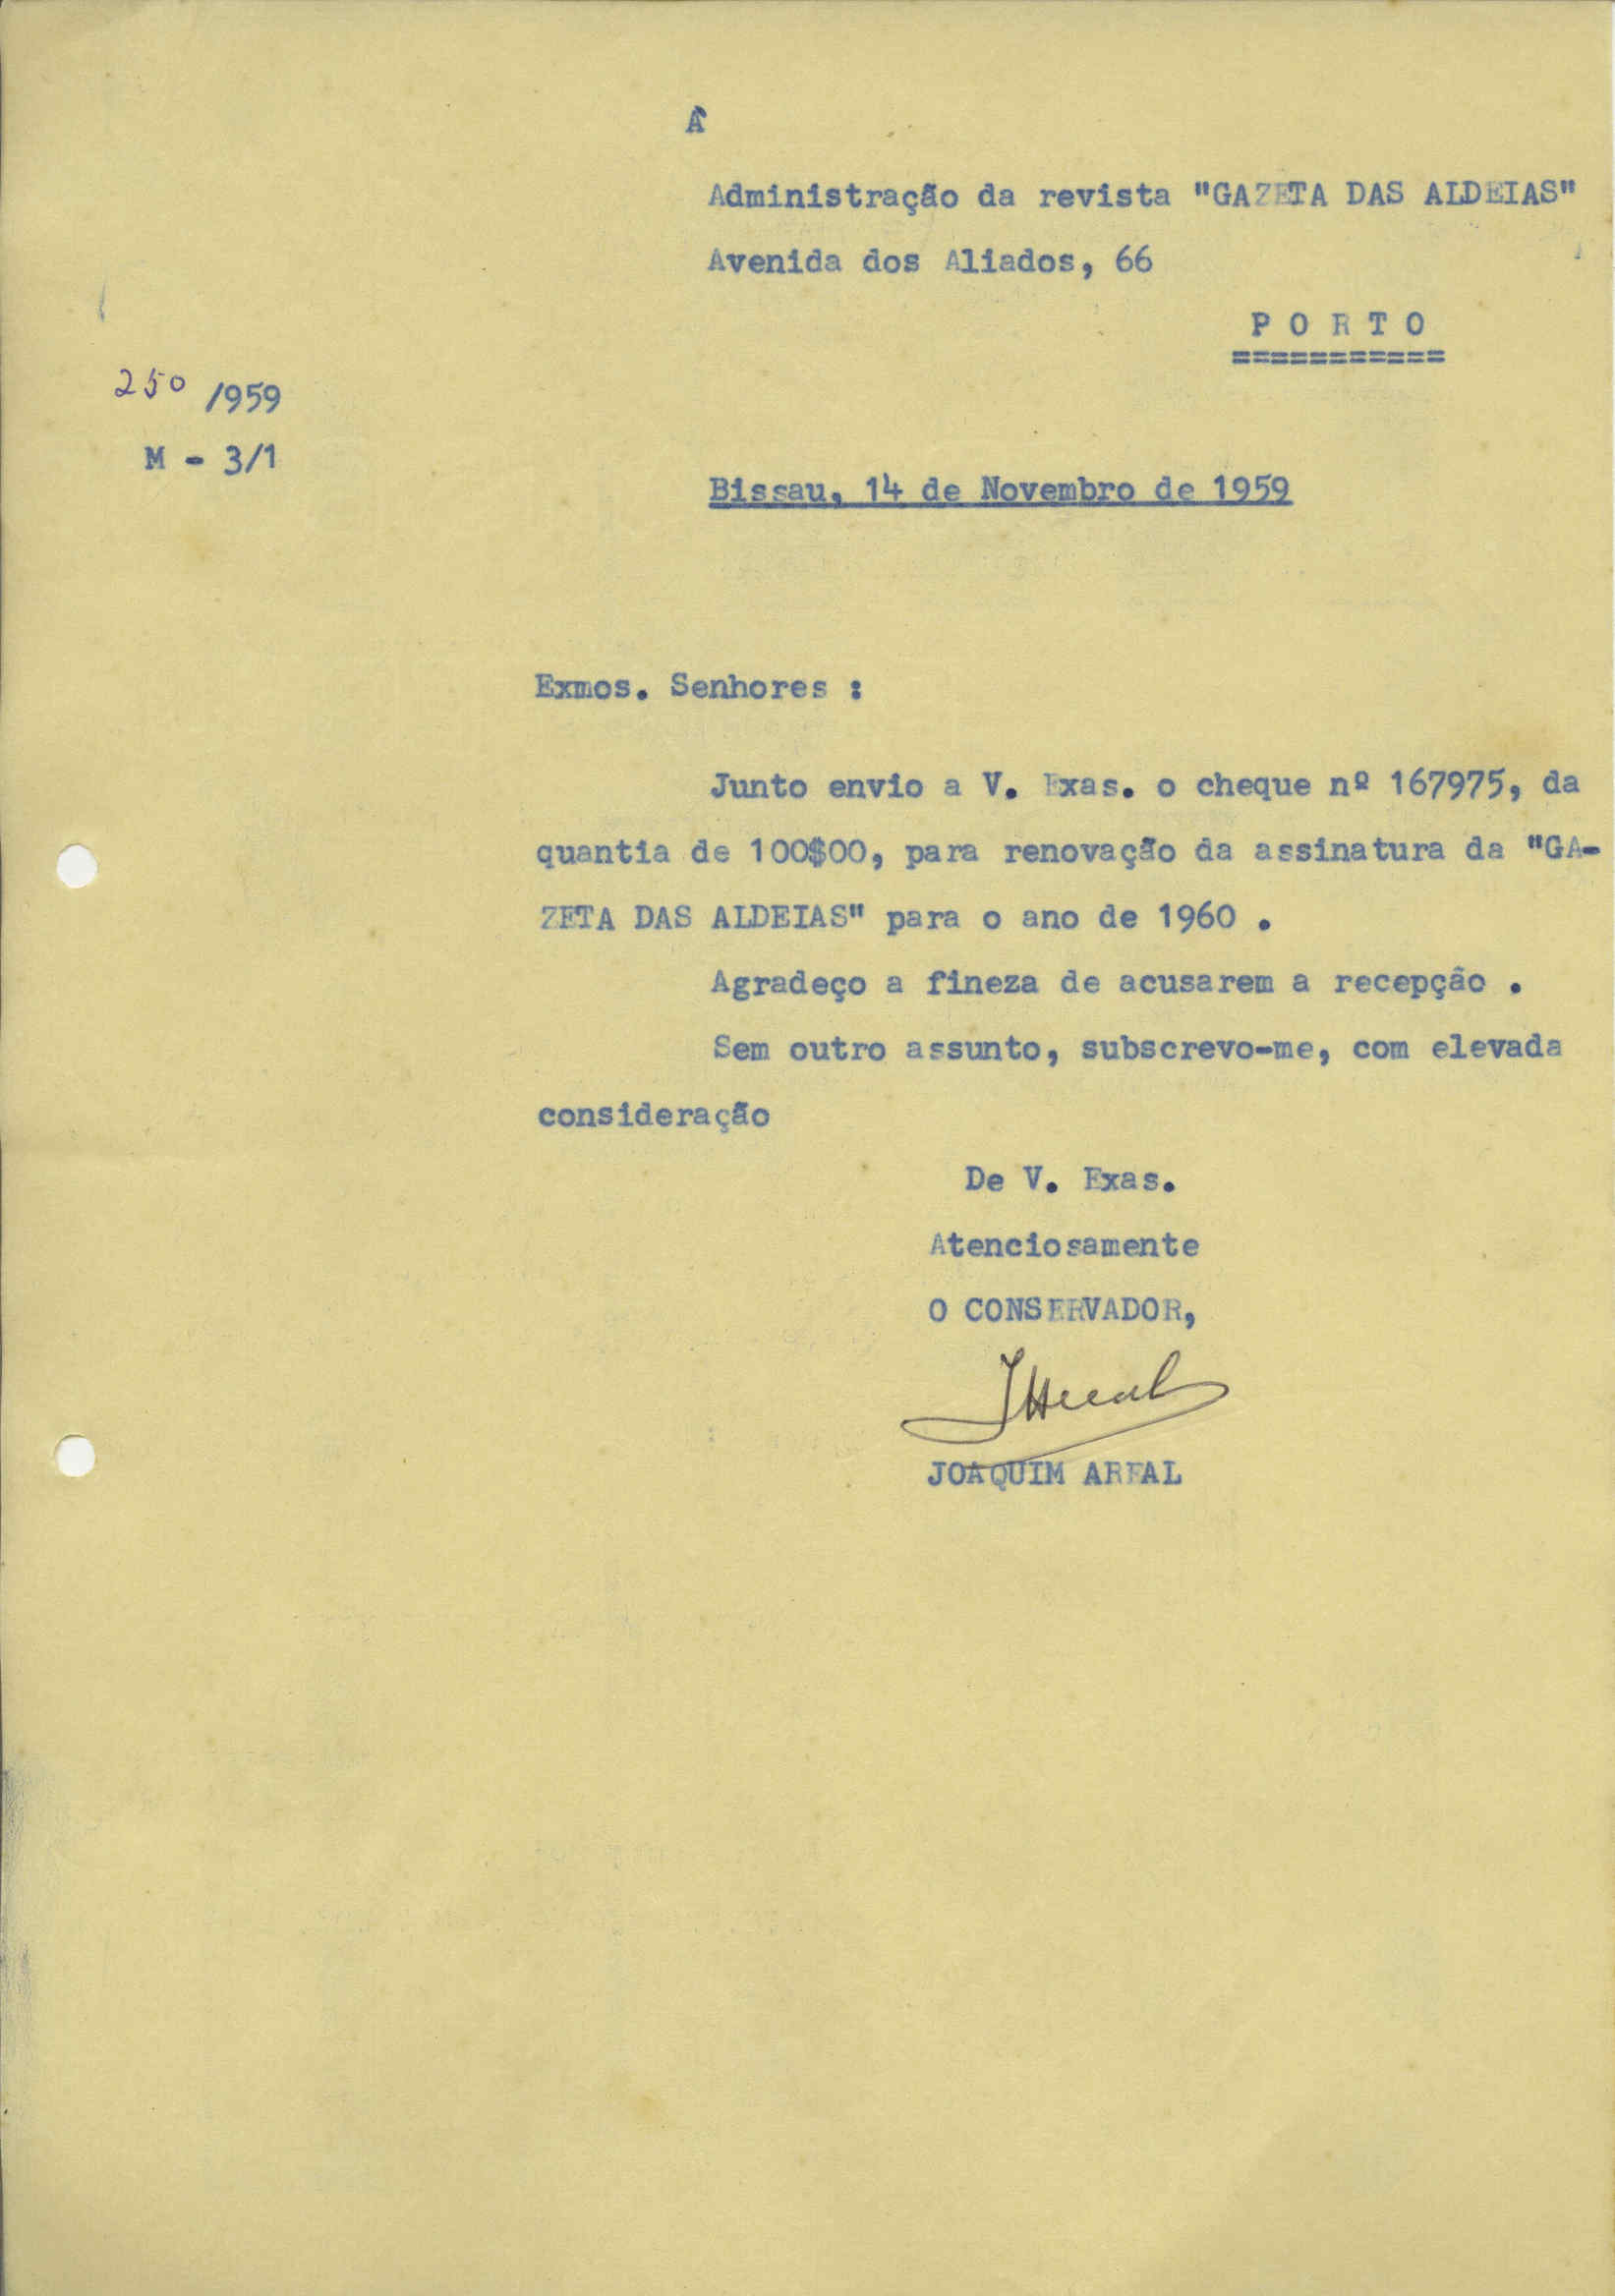 À
Administração da revista "GAZETA DAS ALDEIAS"
Avenida dos Aliados, 66
P O R T O
===========
250 /959
M - 3/1
Bissau, 14 de Novembro de 1959
Exmos. Senhores :
Junto envio a V. Exas. o cheque nº 167975, da
quantia de 100$00, para renovação da assinatura da "GA-
ZETA DAS ALDEIAS" para o ano de 1960 .
Agradeço a fineza de acusarem a recepção .
Sem outro assunto, subscrevo-me, com elevada
consideração
De V. Exas.
Atenciosamente
O CONSERVADOR,
JOAQUIM AREAL